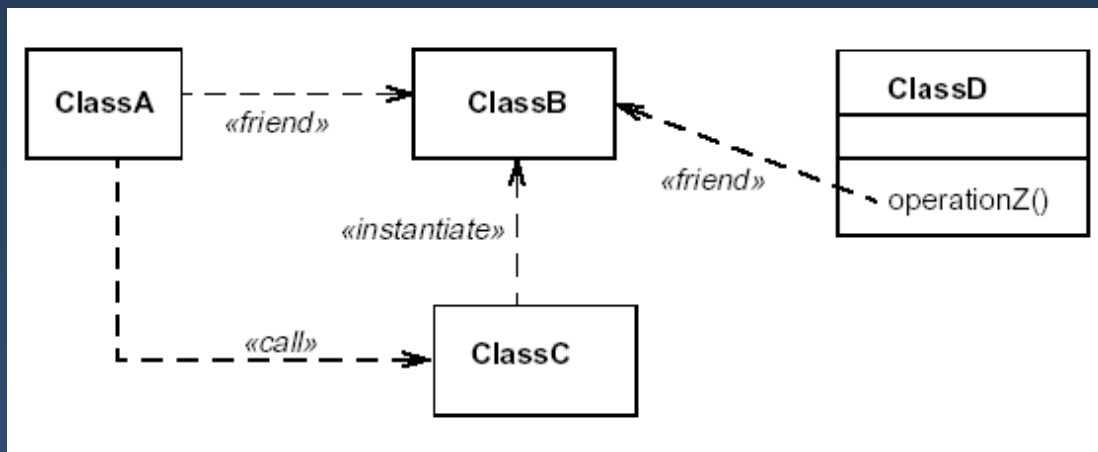 ClassA
«friend»
ClassB
ClassD
«friend»
operationZ()
«instantiate»
«call»
ClassC